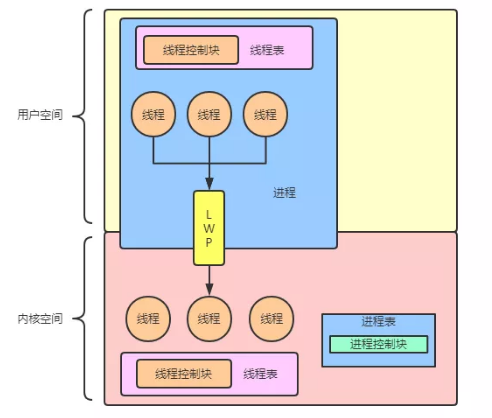 线程控制块 线程表
用户空间
线程 线程 线程
进程
L
W
P
内核空间
线程 线程 线程
进程表
进程控制块
线程控制块 线程表